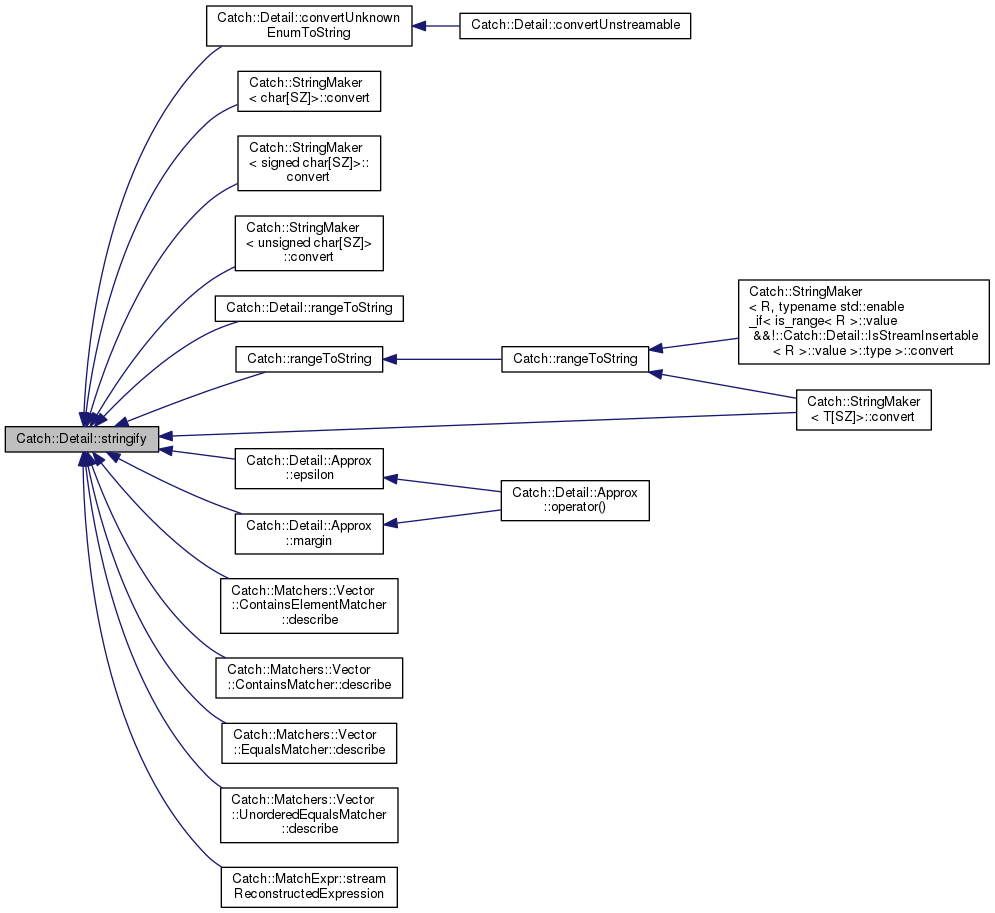 Catch::Detail::convertUnknown
EnumToString
Catch::Detail::convertUnstreamable
Catch::StringMaker
< char[SZ]>::convert
Catch::StringMaker
< signed char[SZ]>::
convert
Catch::StringMaker
< unsigned char[SZ]>
::convert
Catch::Detail::rangeToString
Catch::rangeToString
Catch::rangeToString
Catch::StringMaker
< R, typename std::enable
_if< is_range< R >::value
&&!::Catch::Detail::IsStreamInsertable
< R >::value >::type >::convert
Catch::StringMaker
< T[SZ]>::convert
Catch::Detail::stringify
Catch::Detail::Approx
::epsilon
Catch::Detail::Approx
::operator()
Catch::Detail::Approx
::margin
Catch::Matchers::Vector
::ContainsElementMatcher
::describe
Catch::Matchers::Vector
::ContainsMatcher::describe
Catch::Matchers::Vector
::EqualsMatcher::describe
Catch::Matchers::Vector
::UnorderedEqualsMatcher
::describe
Catch::MatchExpr::stream
ReconstructedExpression